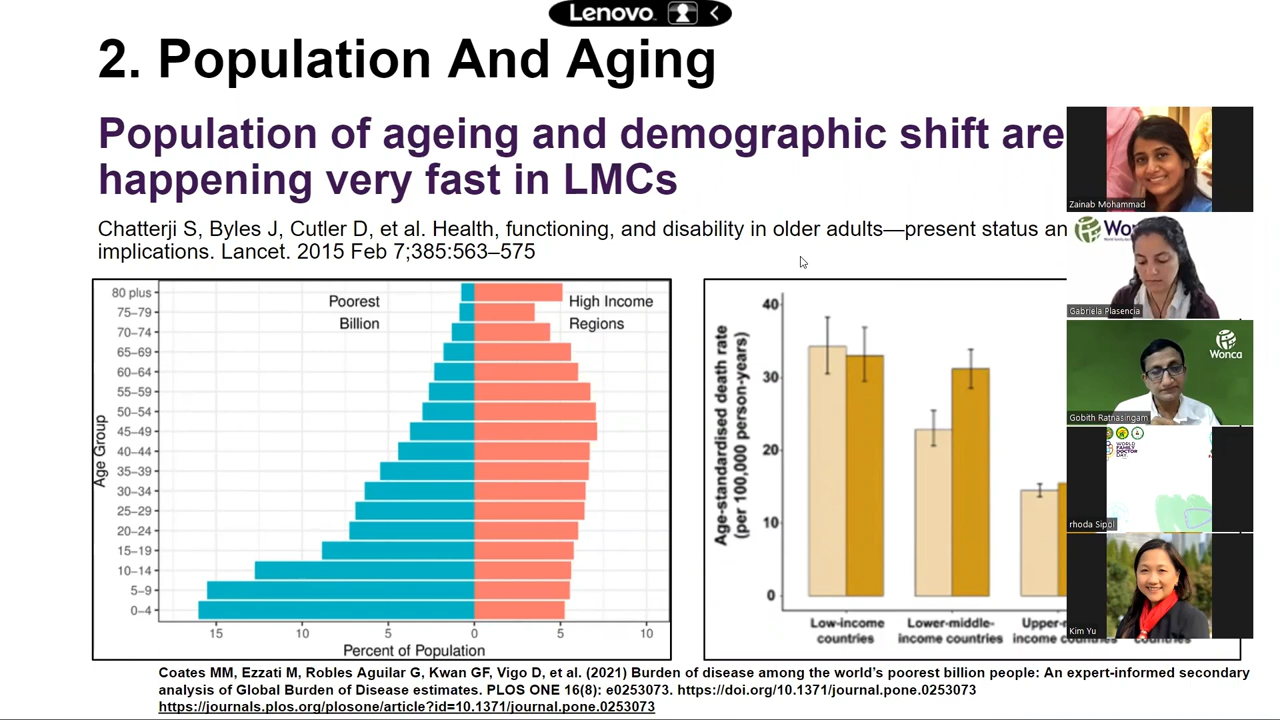 Lenovo
2. Population And Aging
Population of ageing and demographic shift are
happening very fast in LMCs
Chatterji S, Byles J, Cutler D, et al. Health, functioning, and disability in older adults—present status an
implications. Lancet. 2015 Feb 7;385:563–575
Age Group
80 plus
75–79
70–74
65–69
60–64
55–59
50–54
45–49
40–44
35–39
30–34
25–29
20–24
15–19
10–14
5–9
0–4
Poorest
Billion
High Income
Regions
15
10
5
0
5
10
Percent of Population
Age-standardised death rate
(per 100,000 person-years)
40
30
20
10
0
Low-income
countries
Lower-middle-
income countries
Upper-
income
Zainab Mohammad
Gabriela Plasencia
Wonca
Gobith Ratnasingam
WORLD
FAMILY
DOCTOR
DAY
rhoda Sipol
Kim Yu
Coates MM, Ezzati M, Robles Aguilar G, Kwan GF, Vigo D, et al. (2021) Burden of disease among the world's poorest billion people: An expert-informed secondary
analysis of Global Burden of Disease estimates. PLOS ONE 16(8): e0253073. https://doi.org/10.1371/journal.pone.0253073
https://journals.plos.org/plosone/article?id=10.1371/journal.pone.0253073